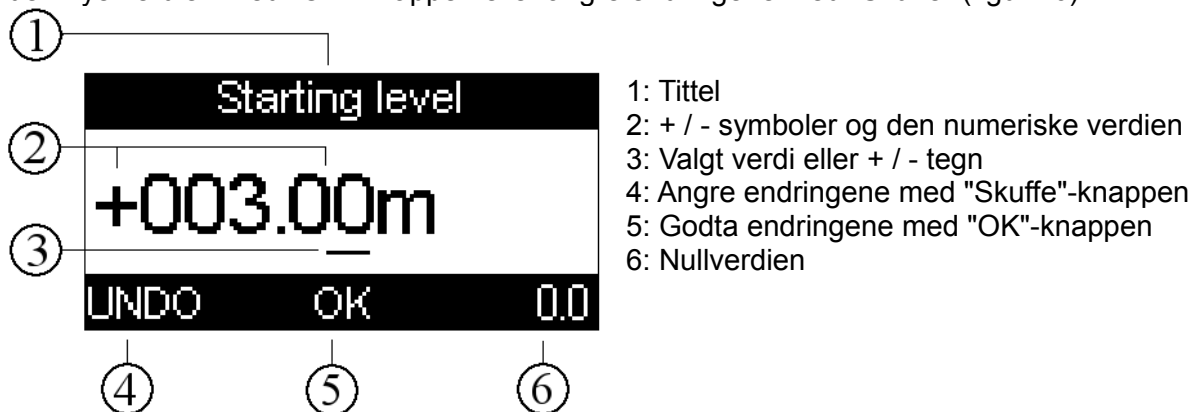 1
Starting level
2
+003.00m
3
UNDO OK 0.0
4 5 6
1: Tittel
2: + / - symboler og den numeriske verdien
3: Valgt verdi eller + / - tegn
4: Angre endringene med "Skuffe"-knappen
5: Godta endringene med "OK"-knappen
6: Nullverdien